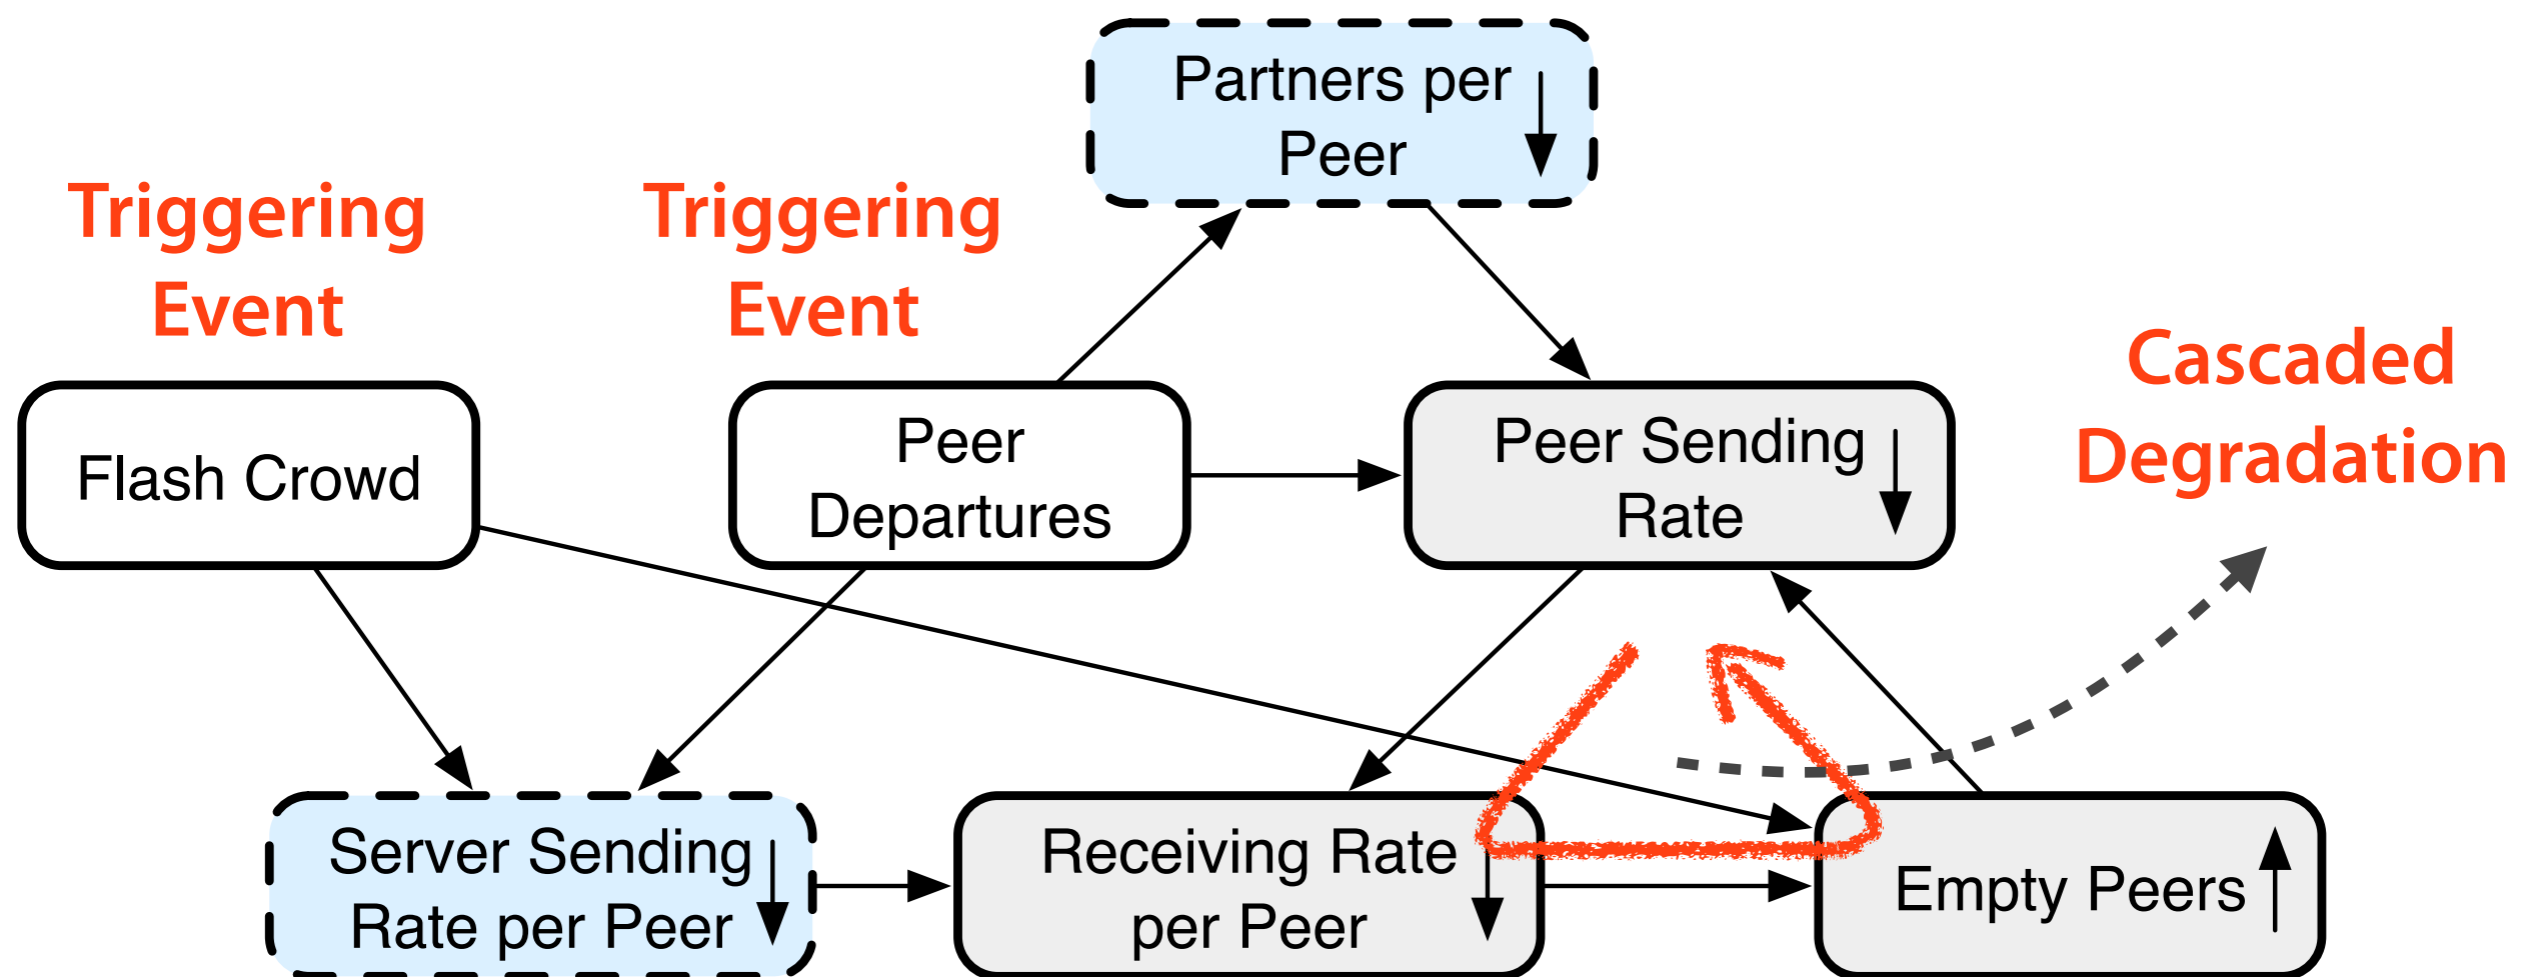 Partners per
Peer
Triggering
Event
Triggering
Event
Cascaded
Degradation
Flash Crowd
Peer
Departures
Peer Sending
Rate
Server Sending
Rate per Peer
Receiving Rate
per Peer
Empty Peers